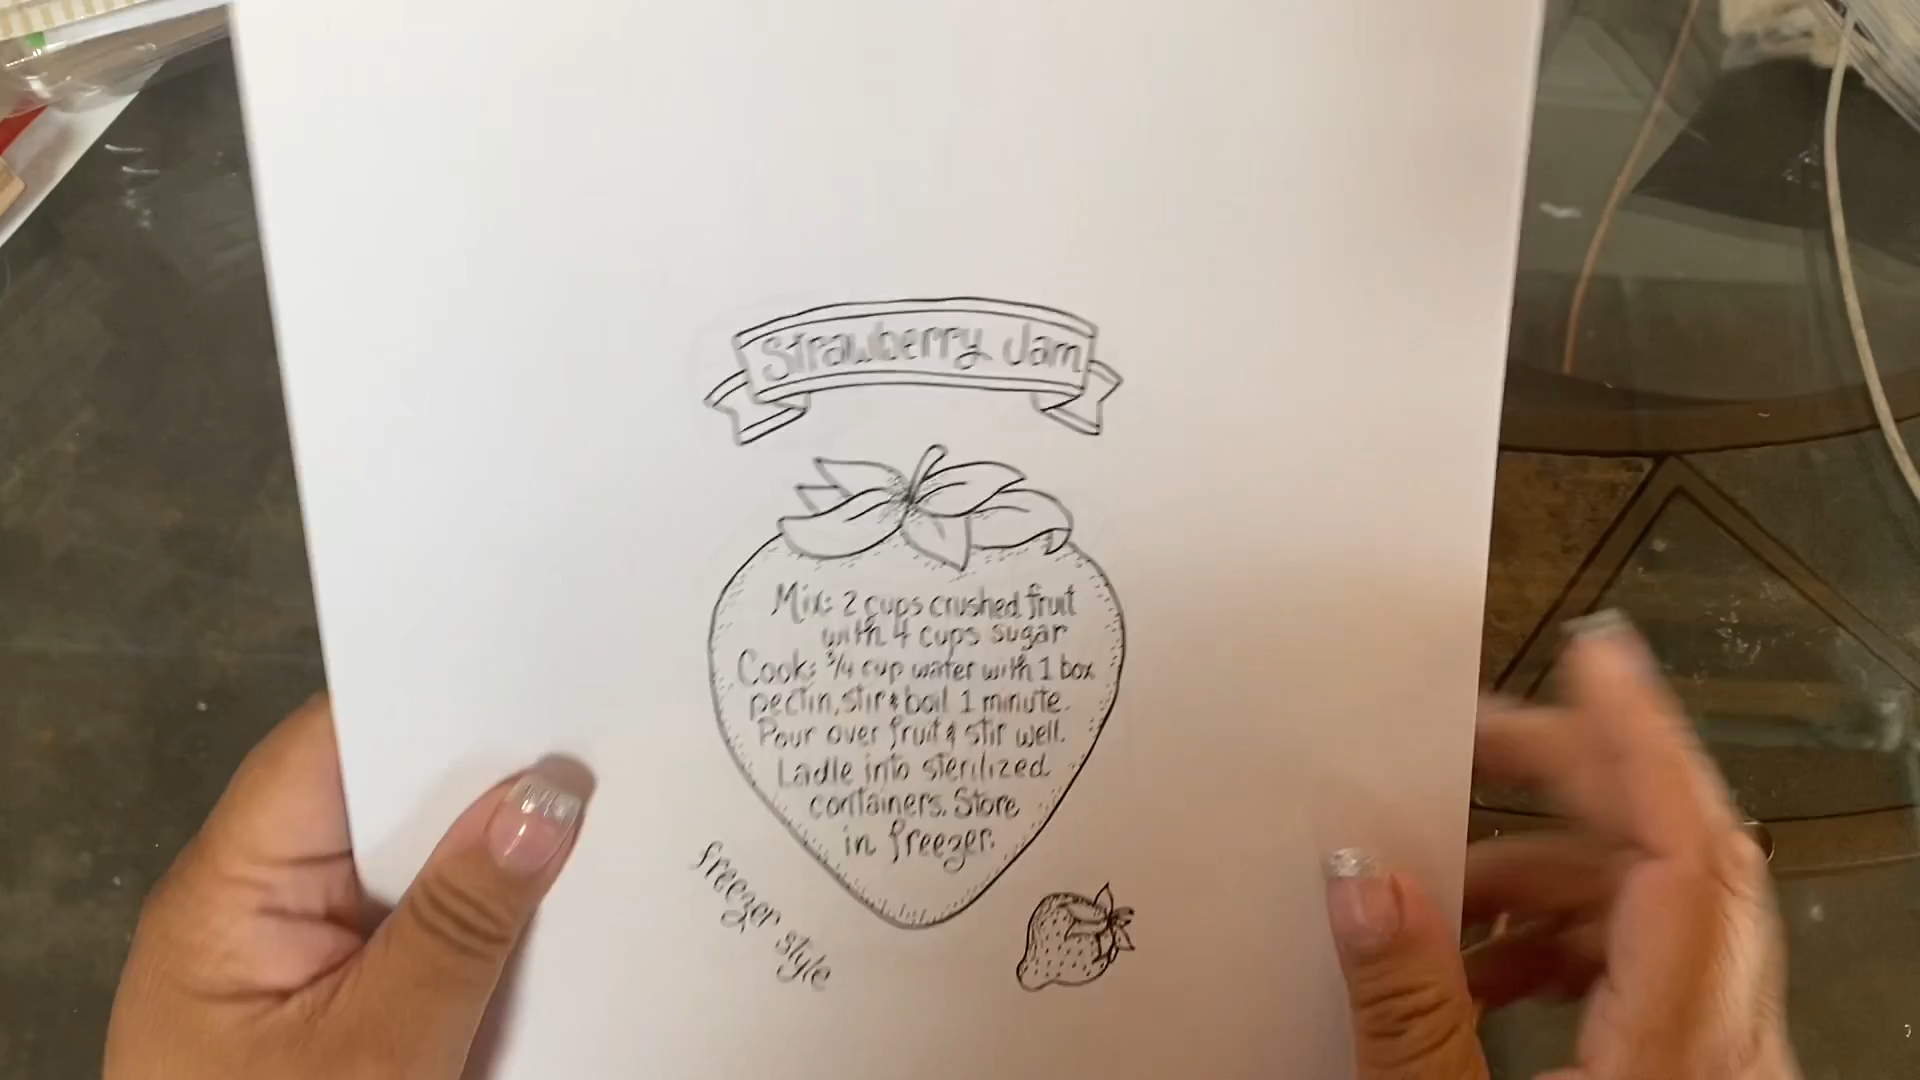 Strawberry Jam
Mix: 2 cups crushed fruit
with 4 cups sugar
Cook: 3/4 cup water with 1 box
pectin, stir & boil 1 minute.
Pour over fruit & stir well.
Ladle into sterilized
containers. Store
in freezer.
freezer style